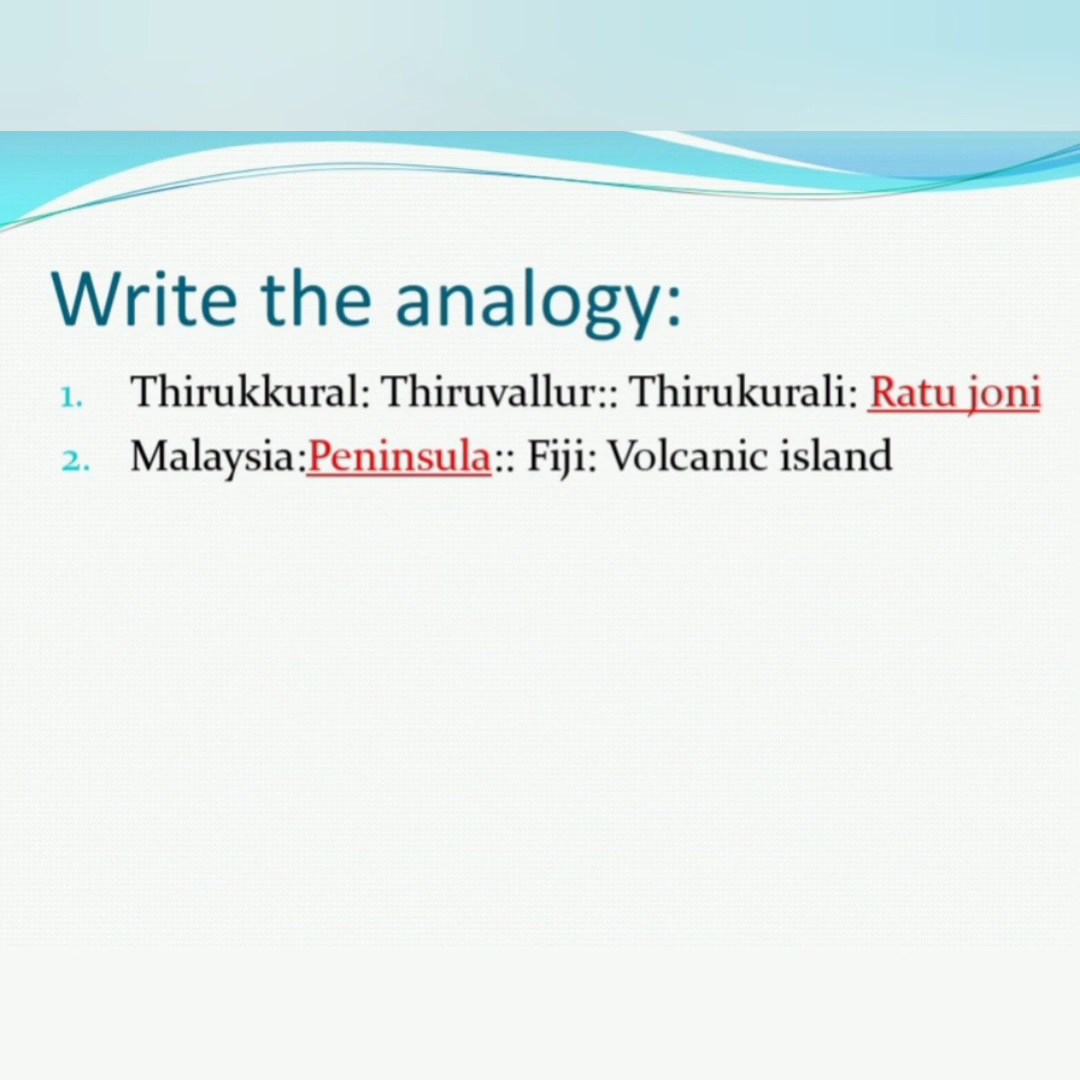 Write the analogy:
1. Thirukkural: Thiruvallur:: Thirukurali: Ratu joni
2. Malaysia:Peninsula:: Fiji: Volcanic island